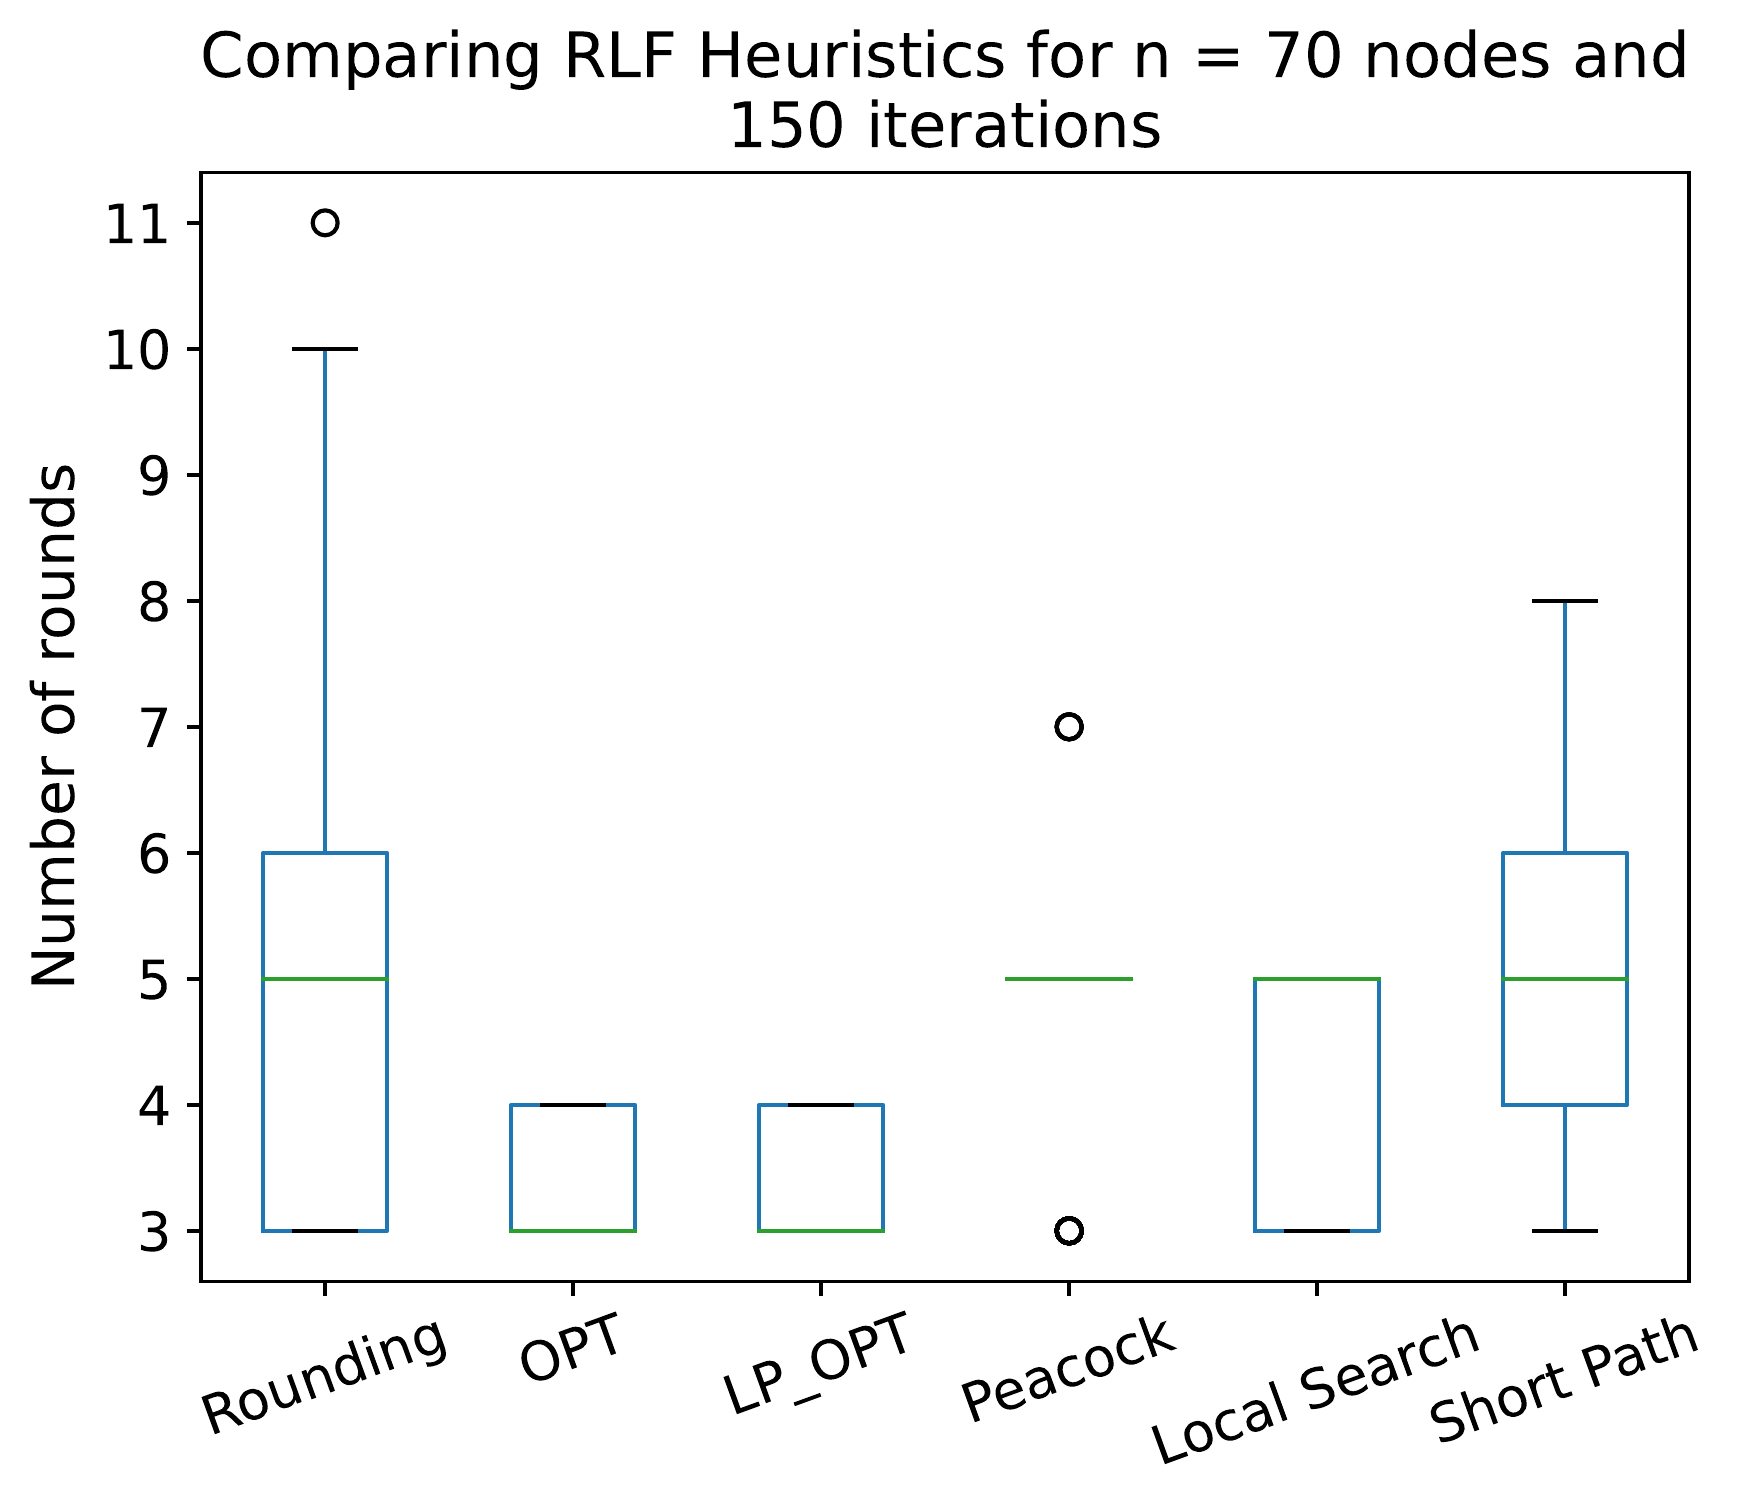 Comparing RLF Heuristics for n = 70 nodes and
150 iterations
Number of rounds
11
10
9
8
7
6
5
4
3
Rounding
OPT
LP_OPT
Peacock
Local Search
Short Path